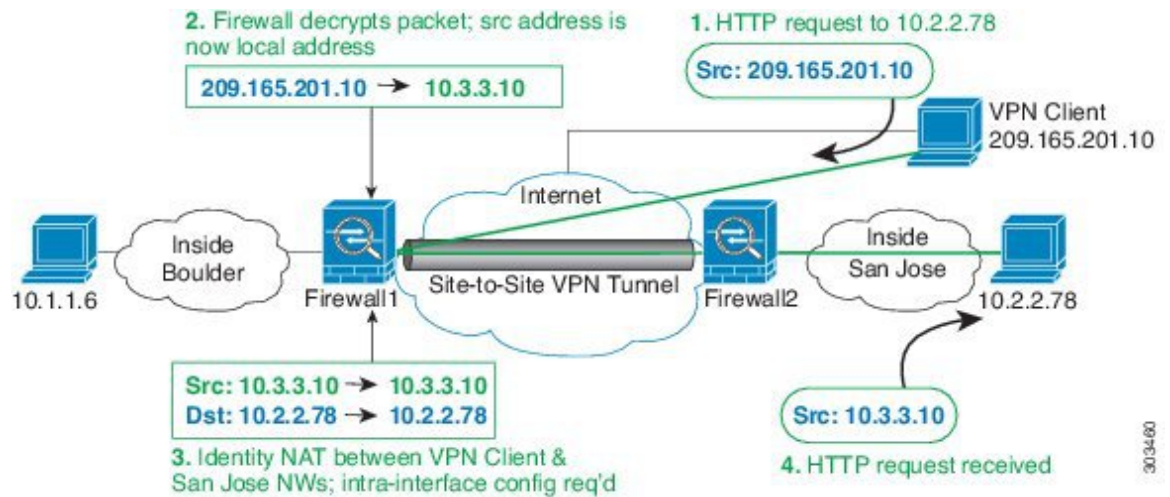 2. Firewall decrypts packet; src address is
now local address
209.165.201.10 → 10.3.3.10
1. HTTP request to 10.2.2.78
Src: 209.165.201.10
VPN Client
209.165.201.10
Internet
Inside
Boulder
10.1.1.6
Firewall1
Site-to-Site VPN Tunnel
Firewall2
Inside
San Jose
10.2.2.78
Src: 10.3.3.10 → 10.3.3.10
Dst: 10.2.2.78 → 10.2.2.78
3. Identity NAT between VPN Client &
San Jose NWs; intra-interface config req'd
Src: 10.3.3.10
4. HTTP request received
303460